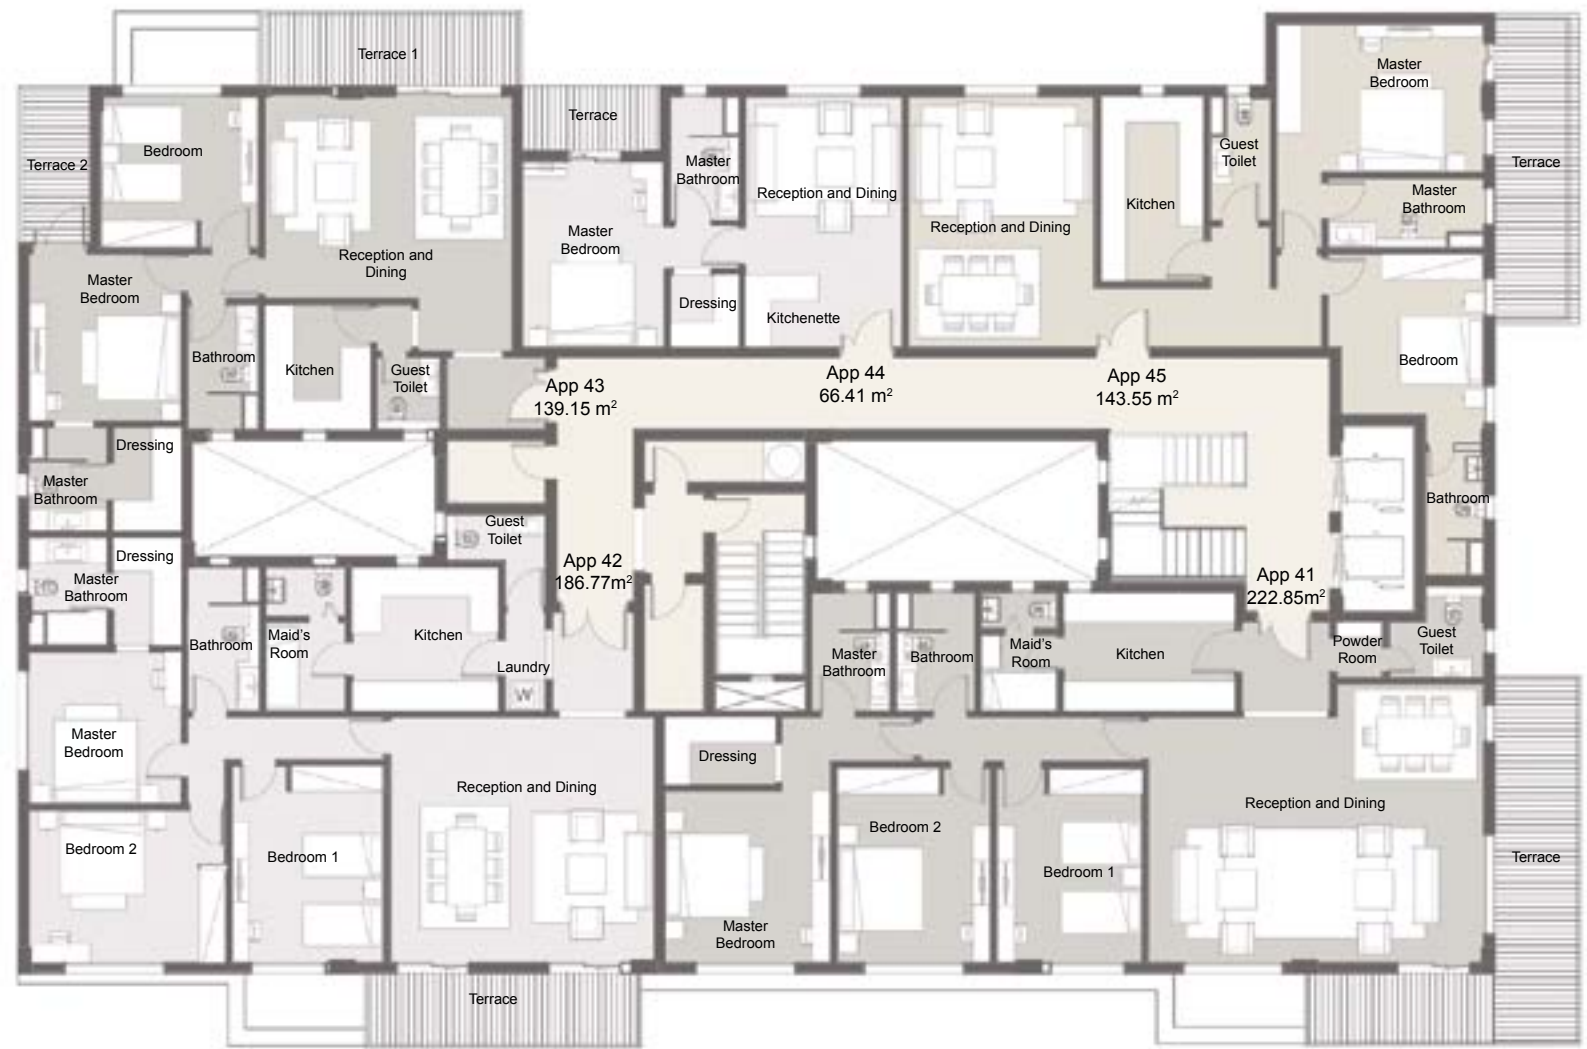 Terrace 1
Terrace 2
Bedroom
Reception and
Dining
Master
Bedroom
Bathroom
Kitchen
Guest
Toilet
Dressing
Master
Bathroom
App 43
139.15 m²
Terrace
Master
Bedroom
Master
Bathroom
Dressing
Reception and Dining
Kitchenette
App 44
66.41 m²
Reception and Dining
Kitchen
Guest
Toilet
Master
Bedroom
Terrace
Master
Bathroom
Bedroom
Bathroom
App 45
143.55 m²
Dressing
Master
Bathroom
Bathroom
Maid's
Room
Kitchen
Guest
Toilet
Laundry
W
App 42
186.77m²
Master
Bedroom
Bedroom 2
Bedroom 1
Reception and Dining
Terrace
App 41
222.85m²
Master
Bathroom
Bathroom
Maid's
Room
Kitchen
Powder
Room
Guest
Toilet
Dressing
Master
Bedroom
Bedroom 2
Bedroom 1
Reception and Dining
Terrace